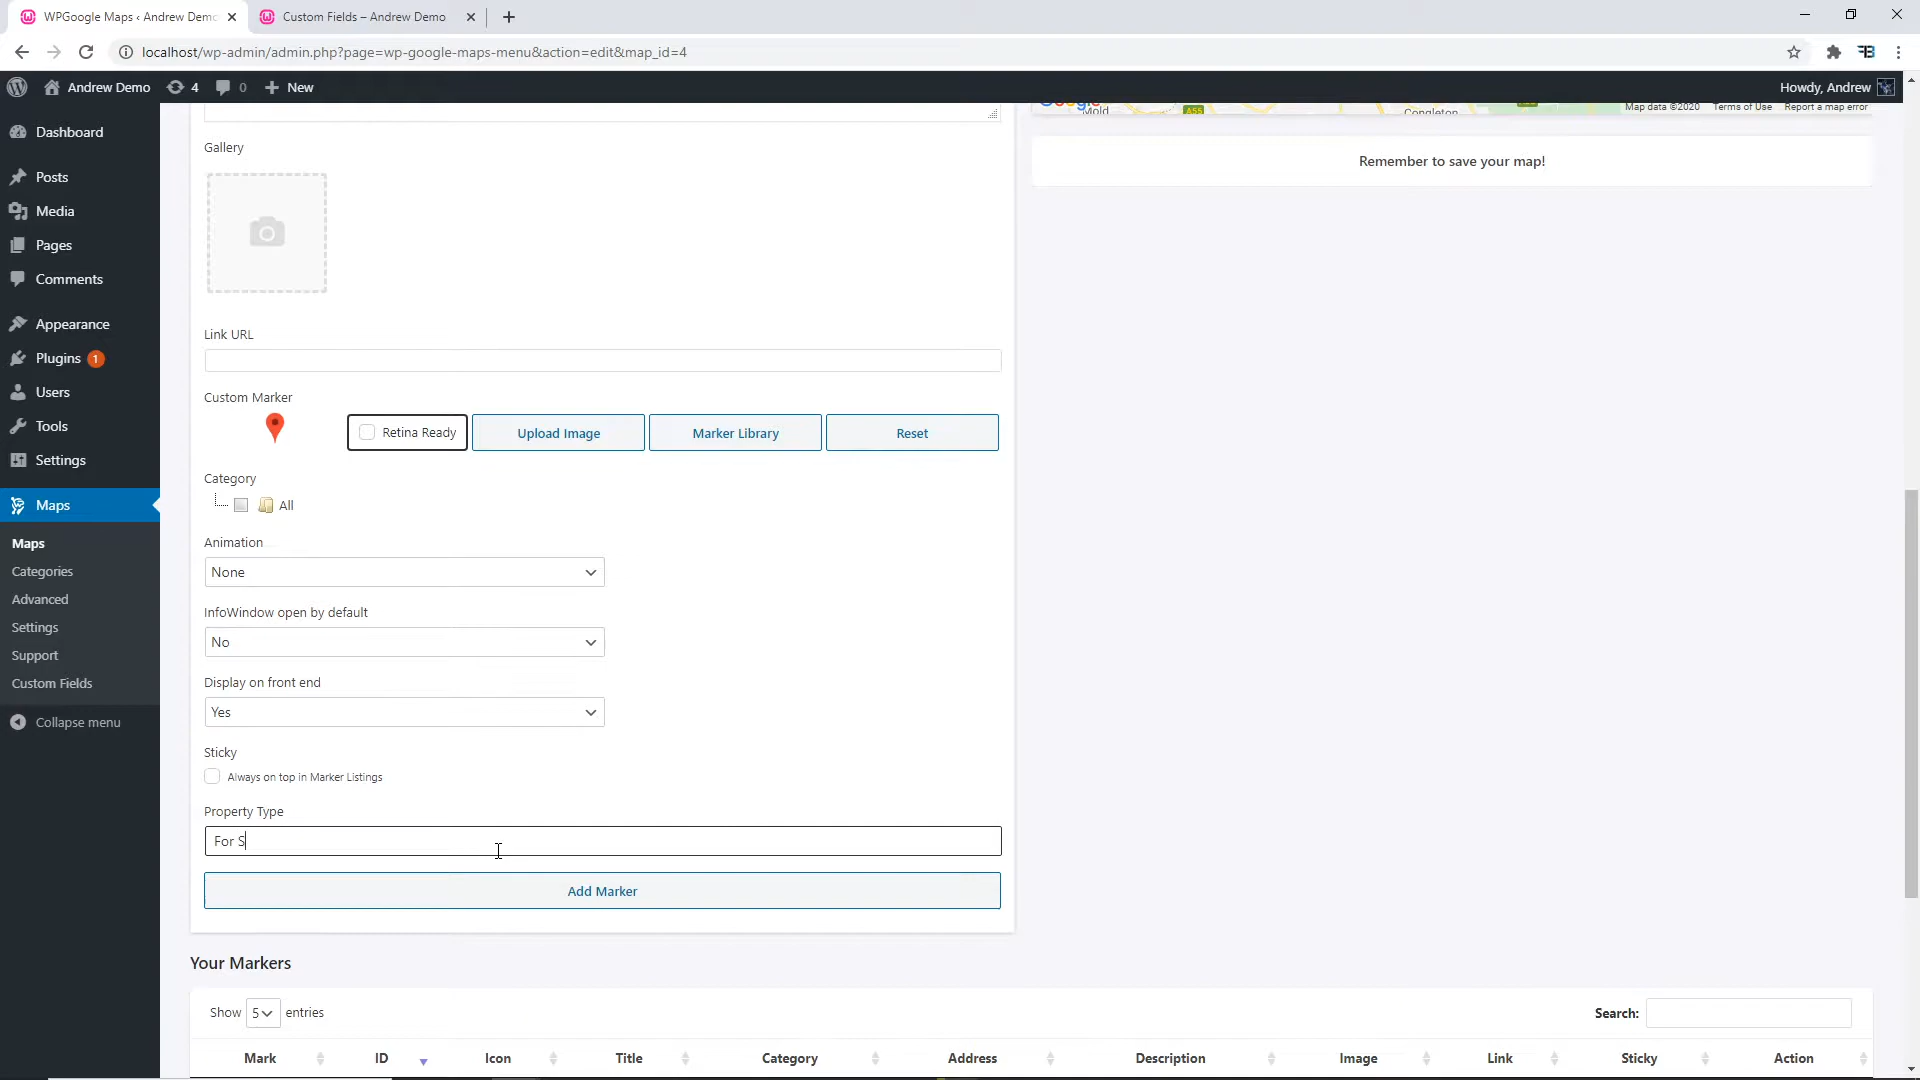 WPGoogle Maps ‹ Andrew Demo
Custom Fields – Andrew Demo
localhost/wp-admin/admin.php?page=wp-google-maps-menu&action=edit&map_id=4
Andrew Demo
4
0
New
Howdy, Andrew
Dashboard
Posts
Media
Pages
Comments
Appearance
Plugins 1
Users
Tools
Settings
Maps
Maps
Categories
Advanced
Settings
Support
Custom Fields
Collapse menu
Gallery
Link URL
Custom Marker
Retina Ready
Upload Image
Marker Library
Reset
Category
All
Animation
None
InfoWindow open by default
No
Display on front end
Yes
Sticky
Always on top in Marker Listings
Property Type
For S
Add Marker
Google
Mold
A55
Congleton
Map data ©2020
Terms of Use
Report a map error
Remember to save your map!
Your Markers
Show 5 entries
Search:
Mark ID Icon Title Category Address Description Image Link Sticky Action